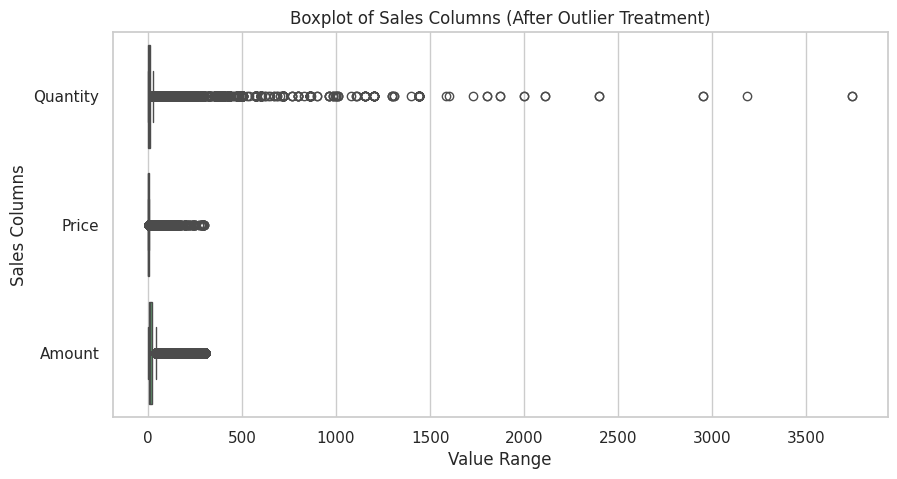 Boxplot of Sales Columns (After Outlier Treatment)
Quantity
Price
Amount
Sales Columns
0 500 1000 1500 2000 2500 3000 3500
Value Range